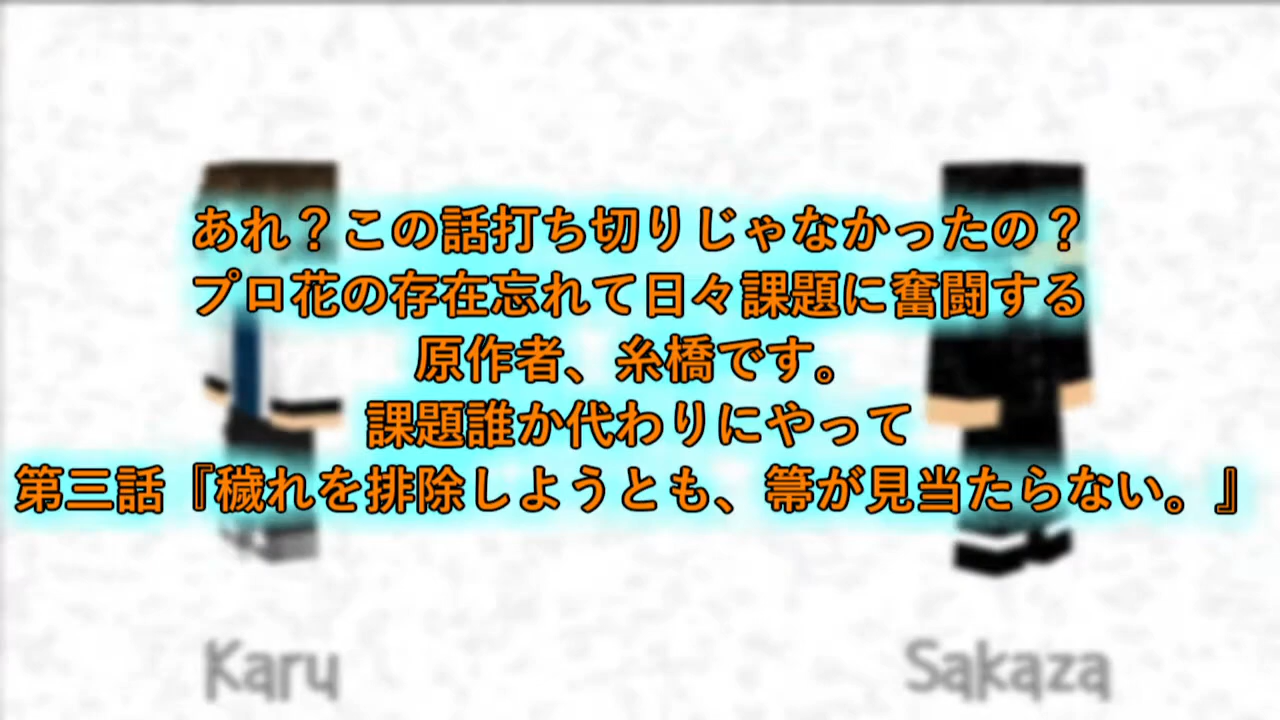 あれ？この話打ち切りじゃなかったの？
プロ花の存在忘れて日々課題に奮闘する
原作者、糸橋です。
課題誰か代わりにやって
第三話『穢れを排除しようとも、箒が見当たらない。』
Karu
Sakaza